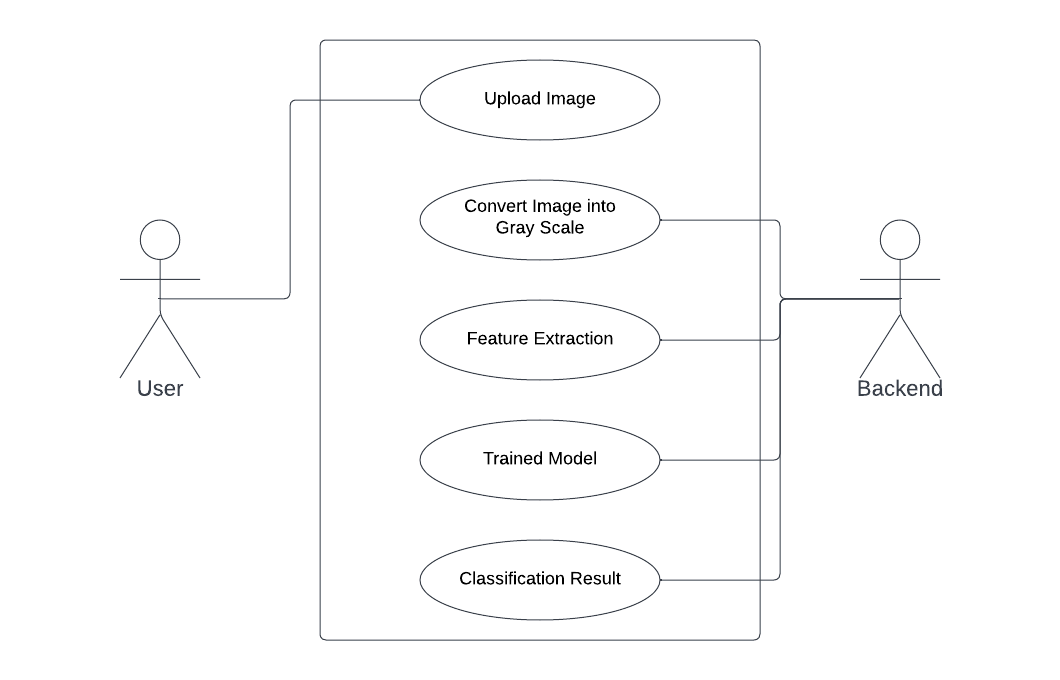 Upload Image
Convert Image into
Gray Scale
Feature Extraction
User
Backend
Trained Model
Classification Result